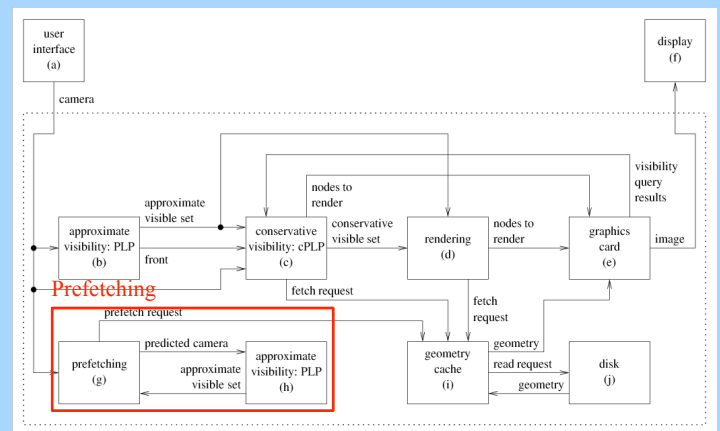 user
interface
(a)
display
(f)
camera
approximate
visible set
nodes to
render
visibility
query
results
approximate
visibility: PLP
(b)
front
conservative
visibility: cPLP
(c)
conservative
visible set
rendering
(d)
nodes to
render
graphics
card
(e)
image
Prefetching
fetch request
fetch
request
prefetch request
prefetching
(g)
predicted camera
approximate
visible set
approximate
visibility: PLP
(h)
geometry
cache
(i)
geometry
read request
geometry
disk
(j)